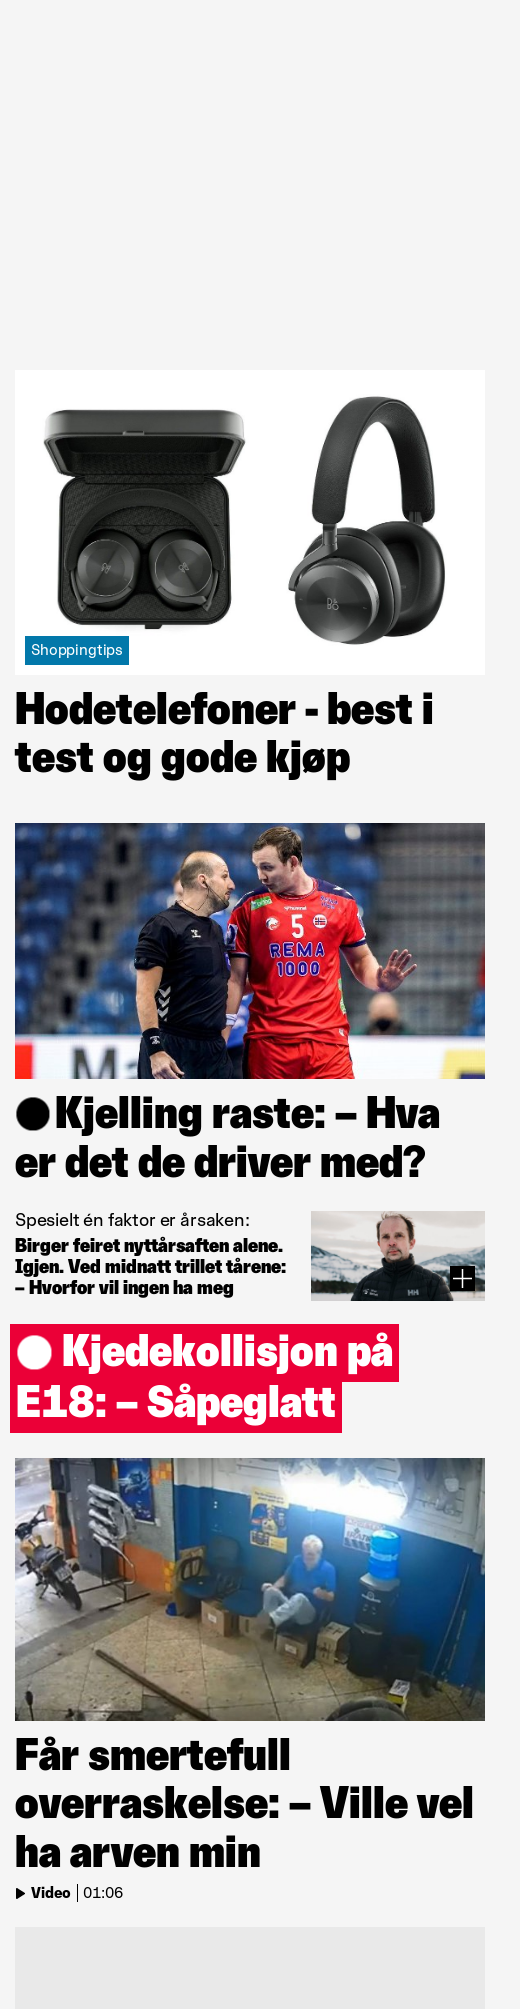 Shoppingtips
Hodetelefoner - best i
test og gode kjøp
5
REMA
1000
Ma
Kjelling raste: – Hva
er det de driver med?
Spesielt én faktor er årsaken:
Birger feiret nyttårsaften alene.
Igjen. Ved midnatt trillet tårene:
– Hvorfor vil ingen ha meg
HH
Kjedekollisjon på
E18: – Såpeglatt
Får smertefull
overraskelse: – Ville vel
ha arven min
Video
01:06